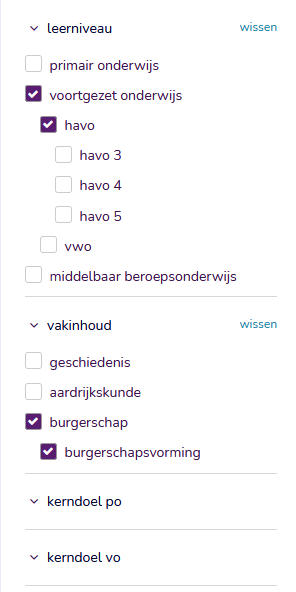 leerniveau wissen
primair onderwijs
voortgezet onderwijs
havo
havo 3
havo 4
havo 5
vwo
middelbaar beroepsonderwijs
vakinhoud wissen
geschiedenis
aardrijkskunde
burgerschap
burgerschapsvorming
kerndoel po
kerndoel vo